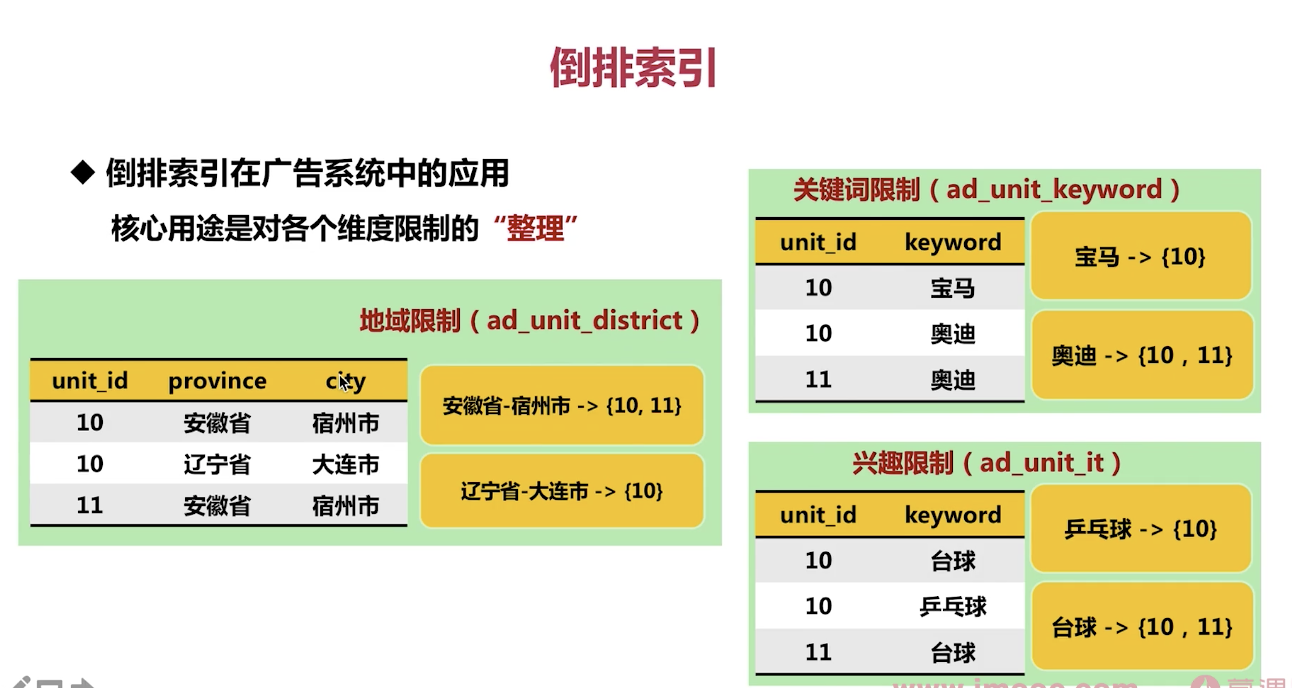 倒排索引
◆ 倒排索引在广告系统中的应用
核心用途是对各个维度限制的“整理”
地域限制（ad_unit_district）
unit_id province city
10 安徽省 宿州市
10 辽宁省 大连市
11 安徽省 宿州市
安徽省-宿州市 -> {10, 11}
辽宁省-大连市 -> {10}
关键词限制（ad_unit_keyword）
unit_id keyword
10 宝马
10 奥迪
11 奥迪
宝马 -> {10}
奥迪 -> {10，11}
兴趣限制（ad_unit_it）
unit_id keyword
10 台球
10 乒乓球
11 台球
乒乓球 -> {10}
台球 -> {10，11}